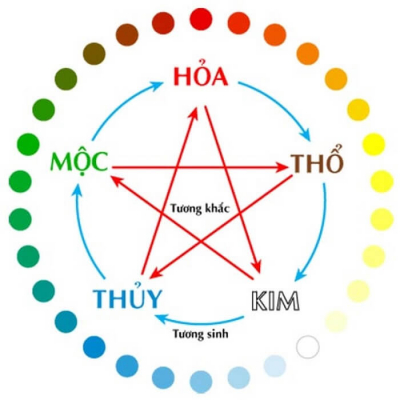 HỎA
MỘC
THỔ
Tương khắc
THỦY
KIM
Tương sinh